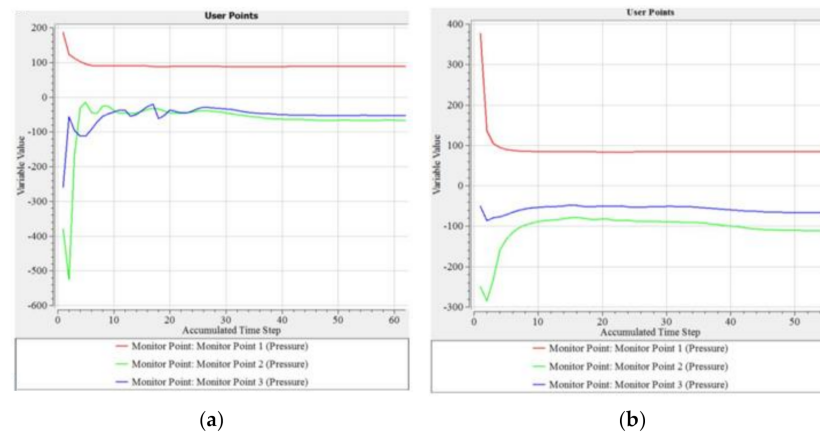 User Points
200
100
0
-100
-200
-300
-400
-500
-600
Variable Value
0 10 20 30 40 50 60
Accumulated Time Step
Monitor Point: Monitor Point 1 (Pressure)
Monitor Point: Monitor Point 2 (Pressure)
Monitor Point: Monitor Point 3 (Pressure)
(a)
User Points
400
300
200
100
0
-100
-200
-300
Variable Value
0 10 20 30 40 50
Accumulated Time Step
Monitor Point: Monitor Point 1 (Pressure)
Monitor Point: Monitor Point 2 (Pressure)
Monitor Point: Monitor Point 3 (Pressure)
(b)